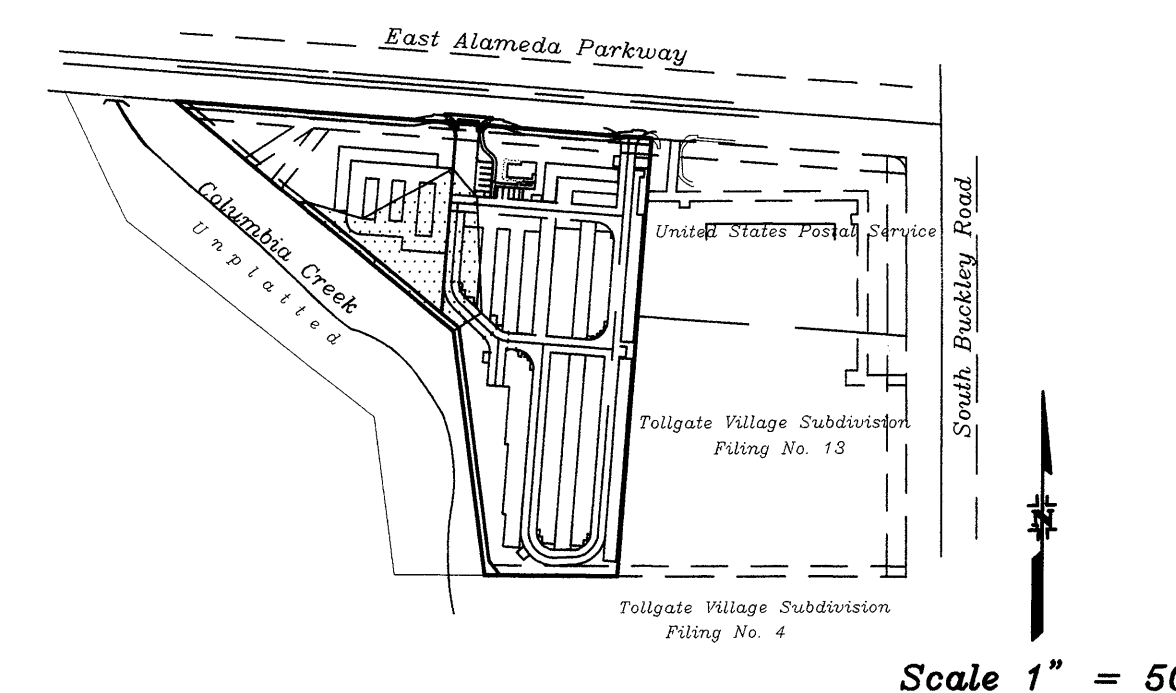 East Alameda Parkway
Columbia Creek
Unplatted
United States Postal Service
South Buckley Road
Tollgate Village Subdivision
Filing No. 13
N
Tollgate Village Subdivision
Filing No. 4
Scale 1" = 50